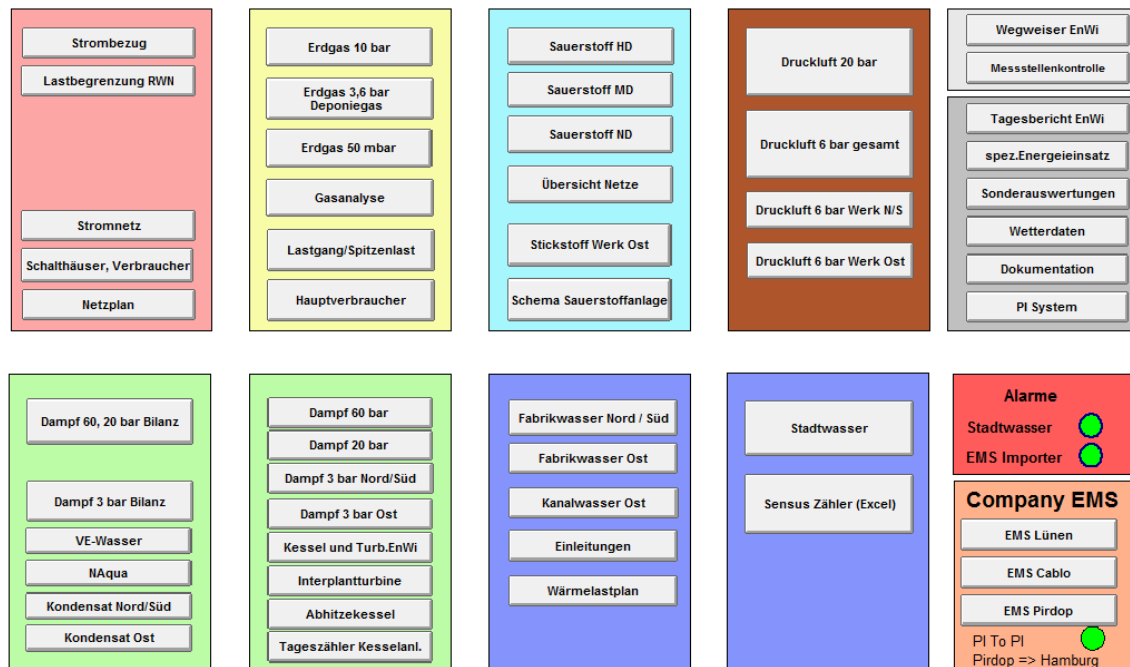 Strombezug
Lastbegrenzung RWN
Stromnetz
Schalthäuser, Verbraucher
Netzplan
Erdgas 10 bar
Erdgas 3,6 bar
Deponiegas
Erdgas 50 mbar
Gasanalyse
Lastgang/Spitzenlast
Hauptverbraucher
Sauerstoff HD
Sauerstoff MD
Sauerstoff ND
Übersicht Netze
Stickstoff Werk Ost
Schema Sauerstoffanlage
Druckluft 20 bar
Druckluft 6 bar gesamt
Druckluft 6 bar Werk N/S
Druckluft 6 bar Werk Ost
Wegweiser EnWi
Messstellenkontrolle
Tagesbericht EnWi
spez.Energieeinsatz
Sonderauswertungen
Wetterdaten
Dokumentation
PI System
Dampf 60, 20 bar Bilanz
Dampf 3 bar Bilanz
VE-Wasser
NAqua
Kondensat Nord/Süd
Kondensat Ost
Dampf 60 bar
Dampf 20 bar
Dampf 3 bar Nord/Süd
Dampf 3 bar Ost
Kessel und Turb.EnWi
Interplantturbine
Abhitzekessel
Tageszähler Kesselanl.
Fabrikwasser Nord / Süd
Fabrikwasser Ost
Kanalwasser Ost
Einleitungen
Wärmelastplan
Stadtwasser
Sensus Zähler (Excel)
Alarme
Stadtwasser
EMS Importer
Company EMS
EMS Lünen
EMS Cablo
EMS Pirdop
PI To PI
Pirdop => Hamburg